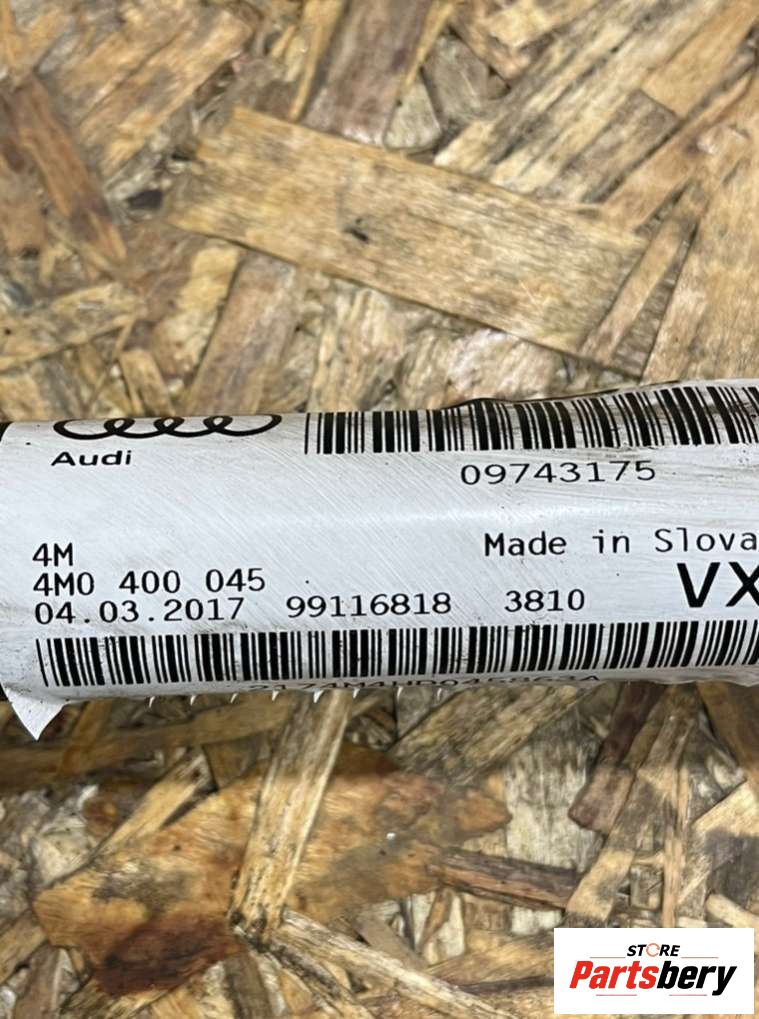 Audi
09743175
4M
Made in Slova
4M0 400 045
04.03.2017 99116818 3810 VX
STORE
Partsbery